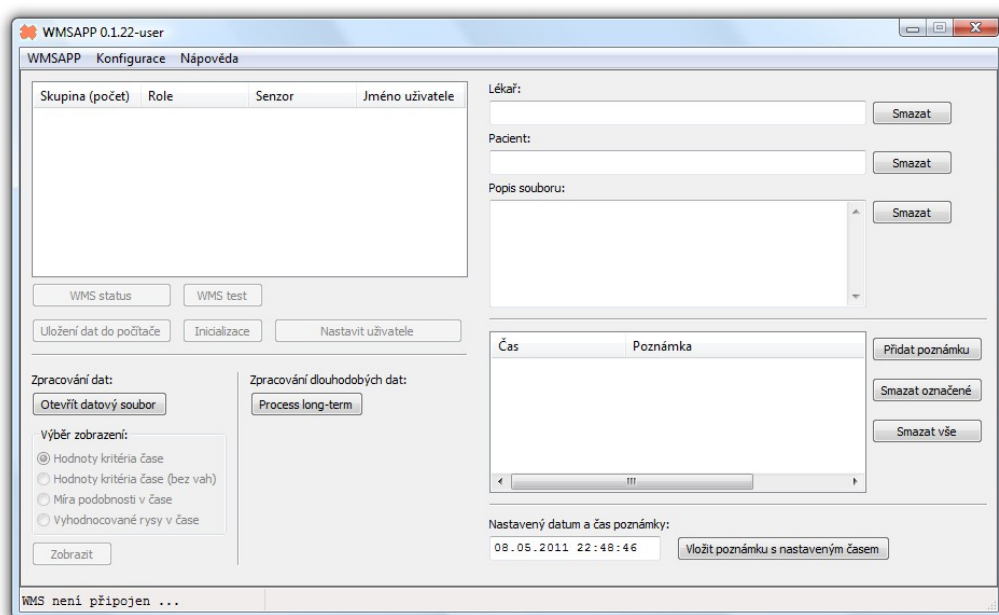 WMSAPP 0.1.22-user
WMSAPP Konfigurace Nápověda
Skupina (počet) Role Senzor Jméno uživatele
WMS status WMS test
Uložení dat do počítače Inicializace Nastavit uživatele
Zpracování dat:
Otevřít datový soubor
Výběr zobrazení:
Hodnoty kritéria čase
Hodnoty kritéria čase (bez vah)
Míra podobnosti v čase
Vyhodnocované rysy v čase
Zobrazit
Zpracování dlouhodobých dat:
Process long-term
Lékař:
Smazat
Pacient:
Smazat
Popis souboru:
Smazat
Čas Poznámka
Přidat poznámku
Smazat označené
Smazat vše
Nastavený datum a čas poznámky:
08.05.2011 22:48:46 Vložit poznámku s nastaveným časem
WMS není připojen ...